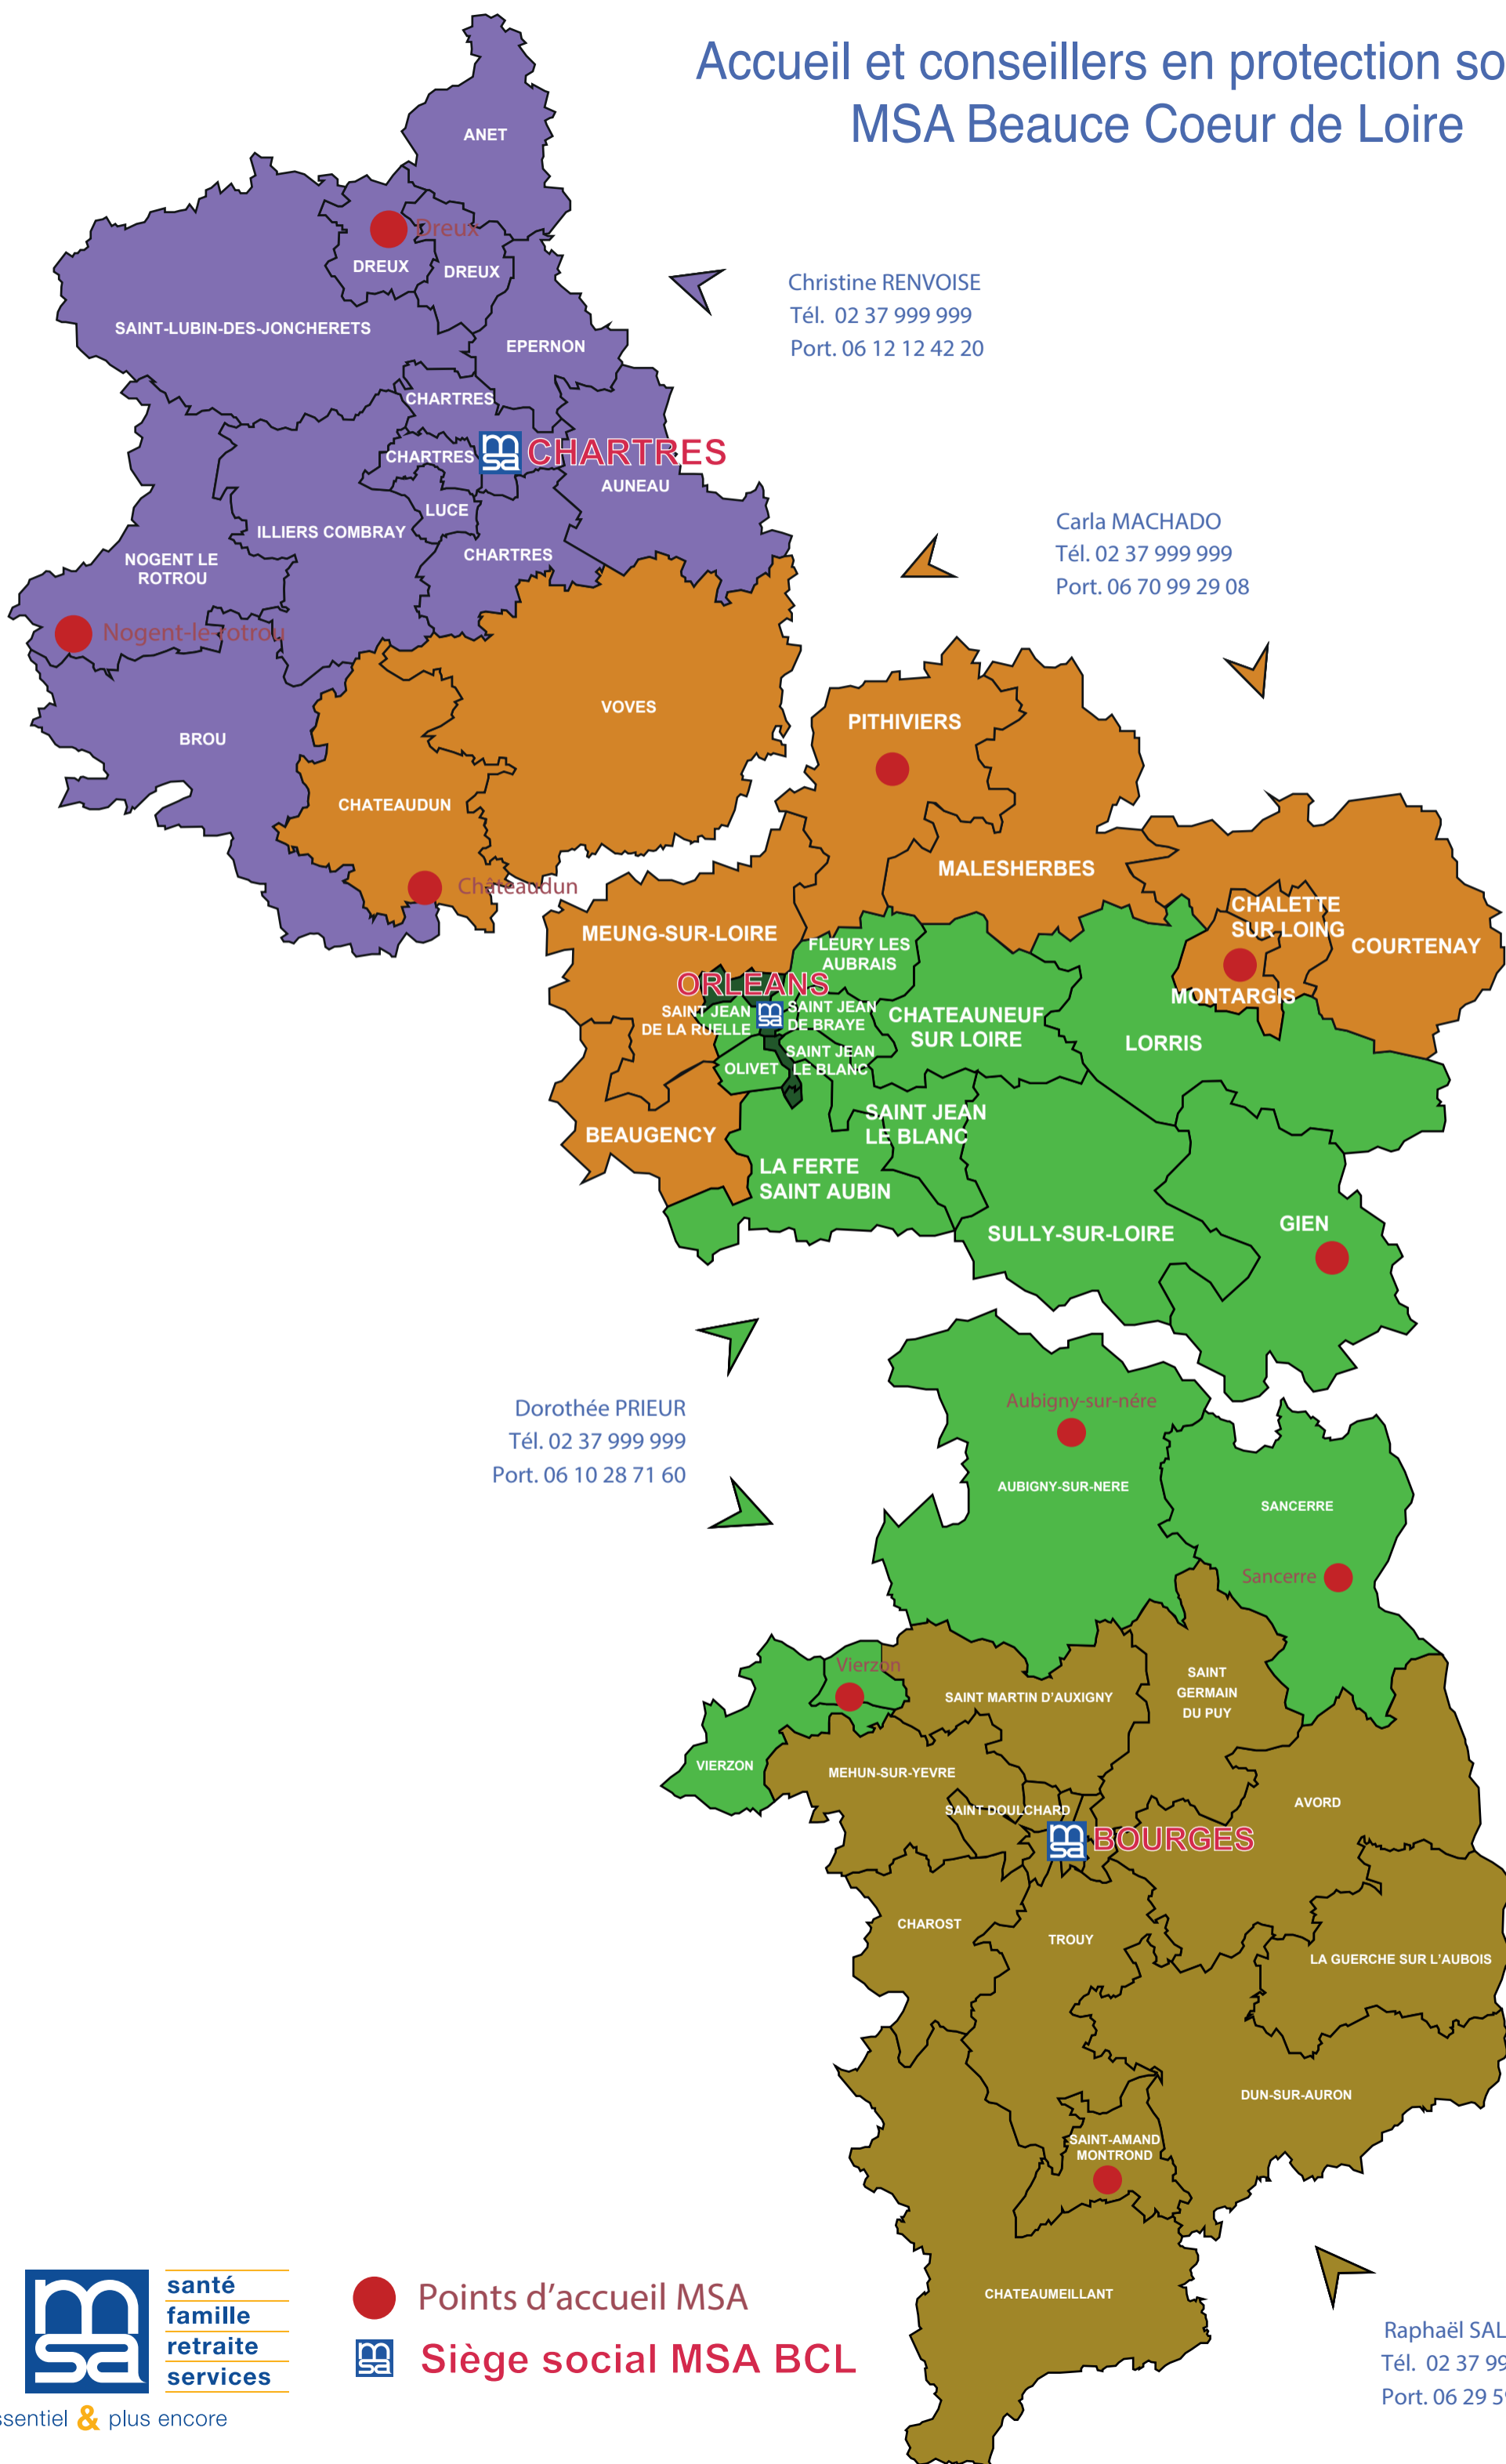 Accueil et conseillers en protection so
MSA Beauce Coeur de Loire
ANET
Dreux
DREUX
DREUX
SAINT-LUBIN-DES-JONCHERETS
EPERNON
Christine RENVOISE
Tél. 02 37 999 999
Port. 06 12 12 42 20
CHARTRES
CHARTRES
msa
CHARTRES
AUNEAU
LUCE
ILLIERS COMBRAY
CHARTRES
NOGENT LE
ROTROU
Nogent-le-rotrou
BROU
Carla MACHADO
Tél. 02 37 999 999
Port. 06 70 99 29 08
VOVES
CHATEAUDUN
Châteaudun
PITHIVIERS
MALESHERBES
CHALETTE
SUR LOING
COURTENAY
MONTARGIS
MEUNG-SUR-LOIRE
FLEURY LES
AUBRAIS
ORLEANS
SAINT JEAN
DE LA RUELLE
msa
SAINT JEAN
DE BRAYE
CHATEAUNEUF
SUR LOIRE
LORRIS
OLIVET
SAINT JEAN
LE BLANC
SAINT JEAN
LE BLANC
BEAUGENCY
LA FERTE
SAINT AUBIN
SULLY-SUR-LOIRE
GIEN
Dorothée PRIEUR
Tél. 02 37 999 999
Port. 06 10 28 71 60
Aubigny-sur-nére
AUBIGNY-SUR-NERE
SANCERRE
Sancerre
Vierzon
VIERZON
SAINT MARTIN D'AUXIGNY
SAINT
GERMAIN
DU PUY
MEHUN-SUR-YEVRE
SAINT DOULCHARD
AVORD
msa
BOURGES
CHAROST
TROUY
LA GUERCHE SUR L'AUBOIS
DUN-SUR-AURON
SAINT-AMAND
MONTROND
CHATEAUMEILLANT
Raphaël SAL
Tél. 02 37 99
Port. 06 29 5
msa
santé
famille
retraite
services
ssentiel & plus encore
Points d'accueil MSA
msa
Siège social MSA BCL